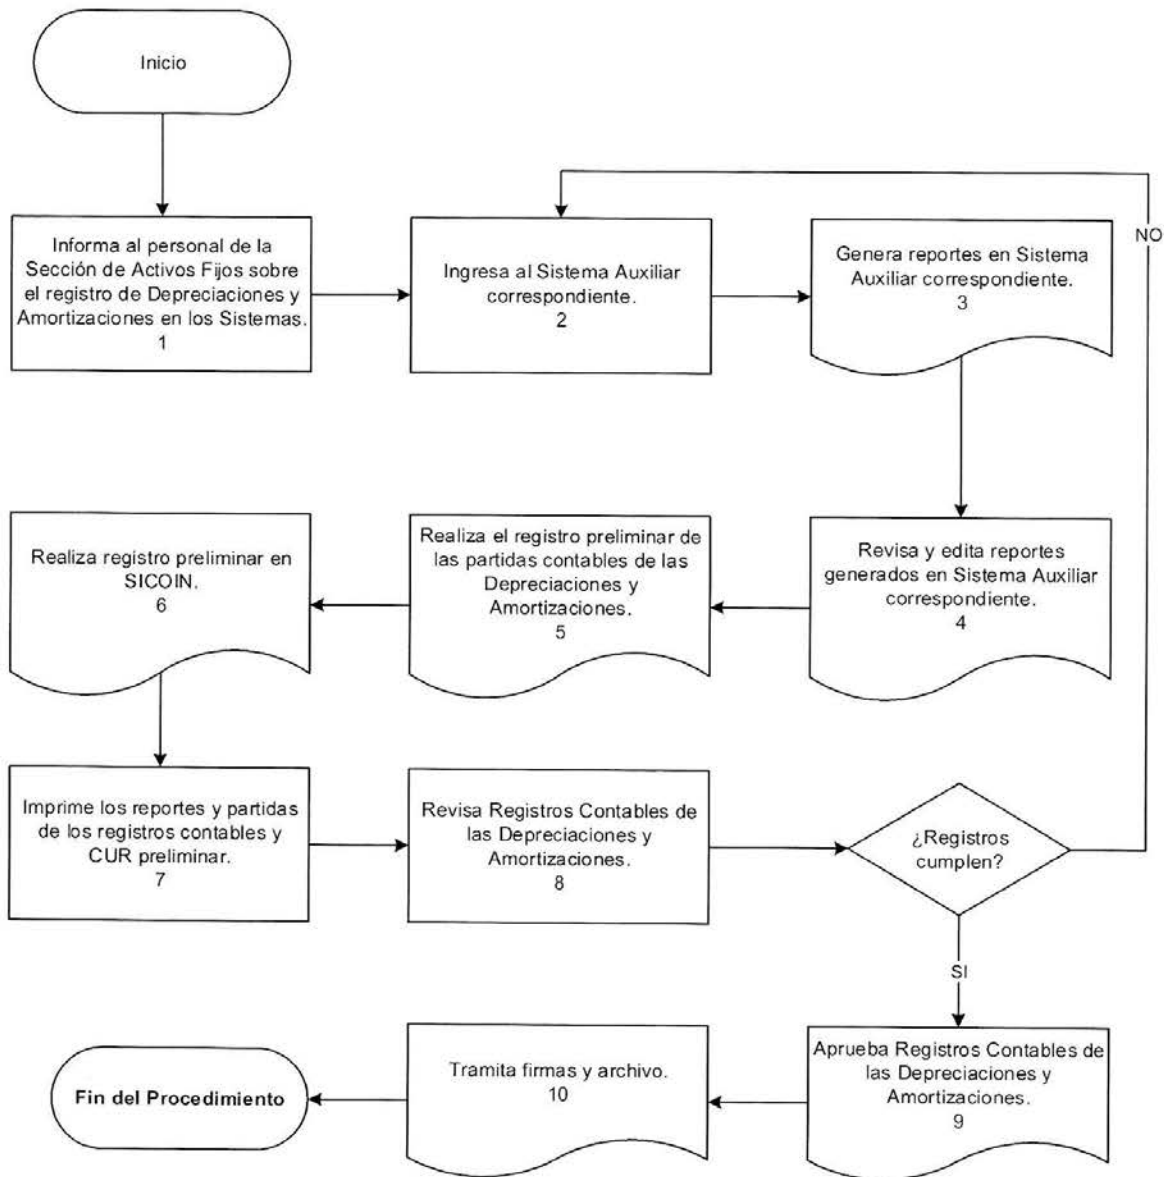 Inicio
Informa al personal de la
Sección de Activos Fijos sobre
el registro de Depreciaciones y
Amortizaciones en los Sistemas.
1
Ingresa al Sistema Auxiliar
correspondiente.
2
Genera reportes en Sistema
Auxiliar correspondiente.
3
NO
Revisa y edita reportes
generados en Sistema Auxiliar
correspondiente.
4
Realiza el registro preliminar de
las partidas contables de las
Depreciaciones y
Amortizaciones.
5
Realiza registro preliminar en
SICOIN.
6
Imprime los reportes y partidas
de los registros contables y
CUR preliminar.
7
Revisa Registros Contables de
las Depreciaciones y
Amortizaciones.
8
¿Registros
cumplen?
SI
Aprueba Registros Contables de
las Depreciaciones y
Amortizaciones.
9
Tramita firmas y archivo.
10
Fin del Procedimiento